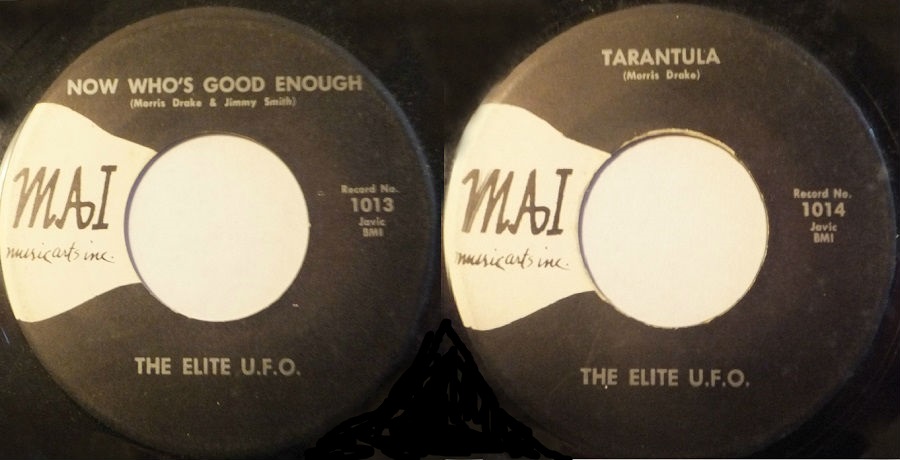 NOW WHO'S GOOD ENOUGH
(Morris Drake & Jimmy Smith)
MAI
musicarts inc.
Record No.
1013
Javic
BMI
THE ELITE U.F.O.
TARANTULA
(Morris Drake)
MAI
musicarts inc.
Record No.
1014
Javic
BMI
THE ELITE U.F.O.